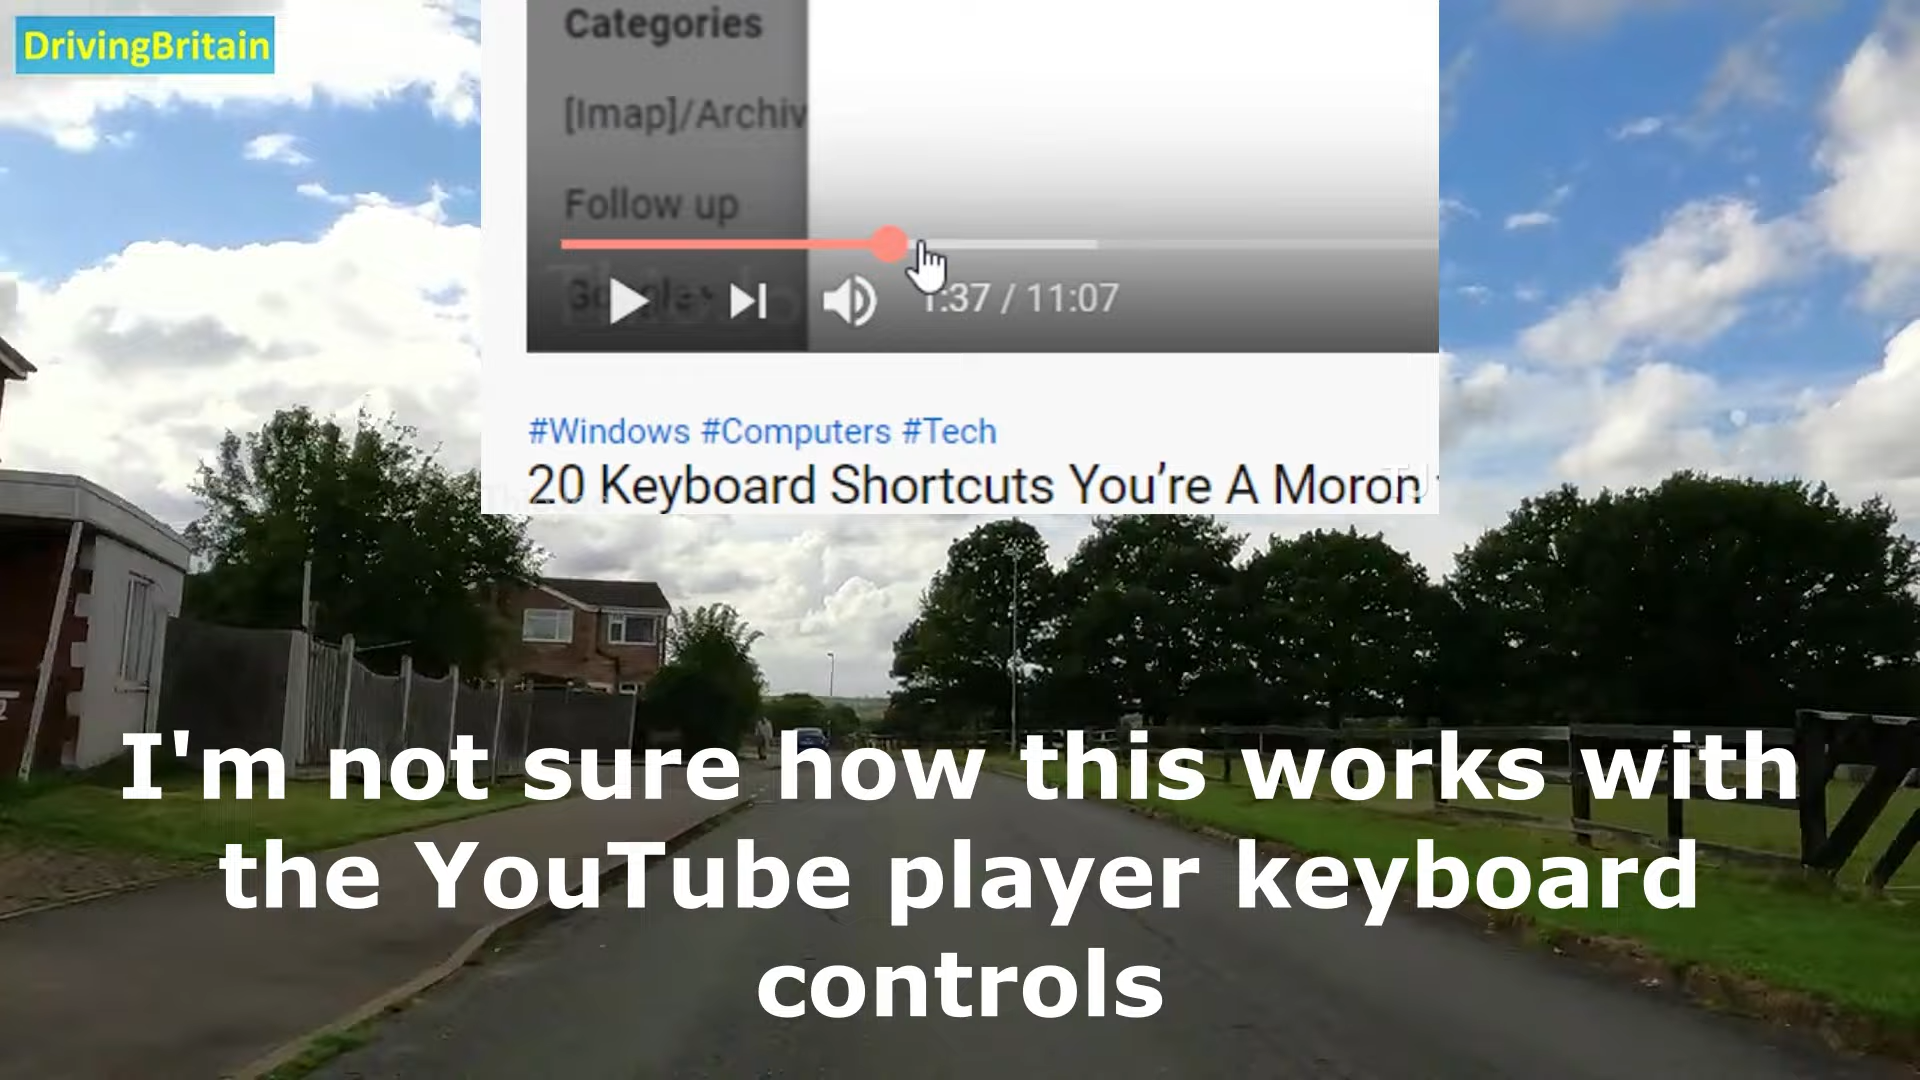 DrivingBritain
Categories
[Imap]/Archiv
Follow up
1:37 / 11:07
#Windows #Computers #Tech
20 Keyboard Shortcuts You're A Moron
I'm not sure how this works with
the YouTube player keyboard
controls